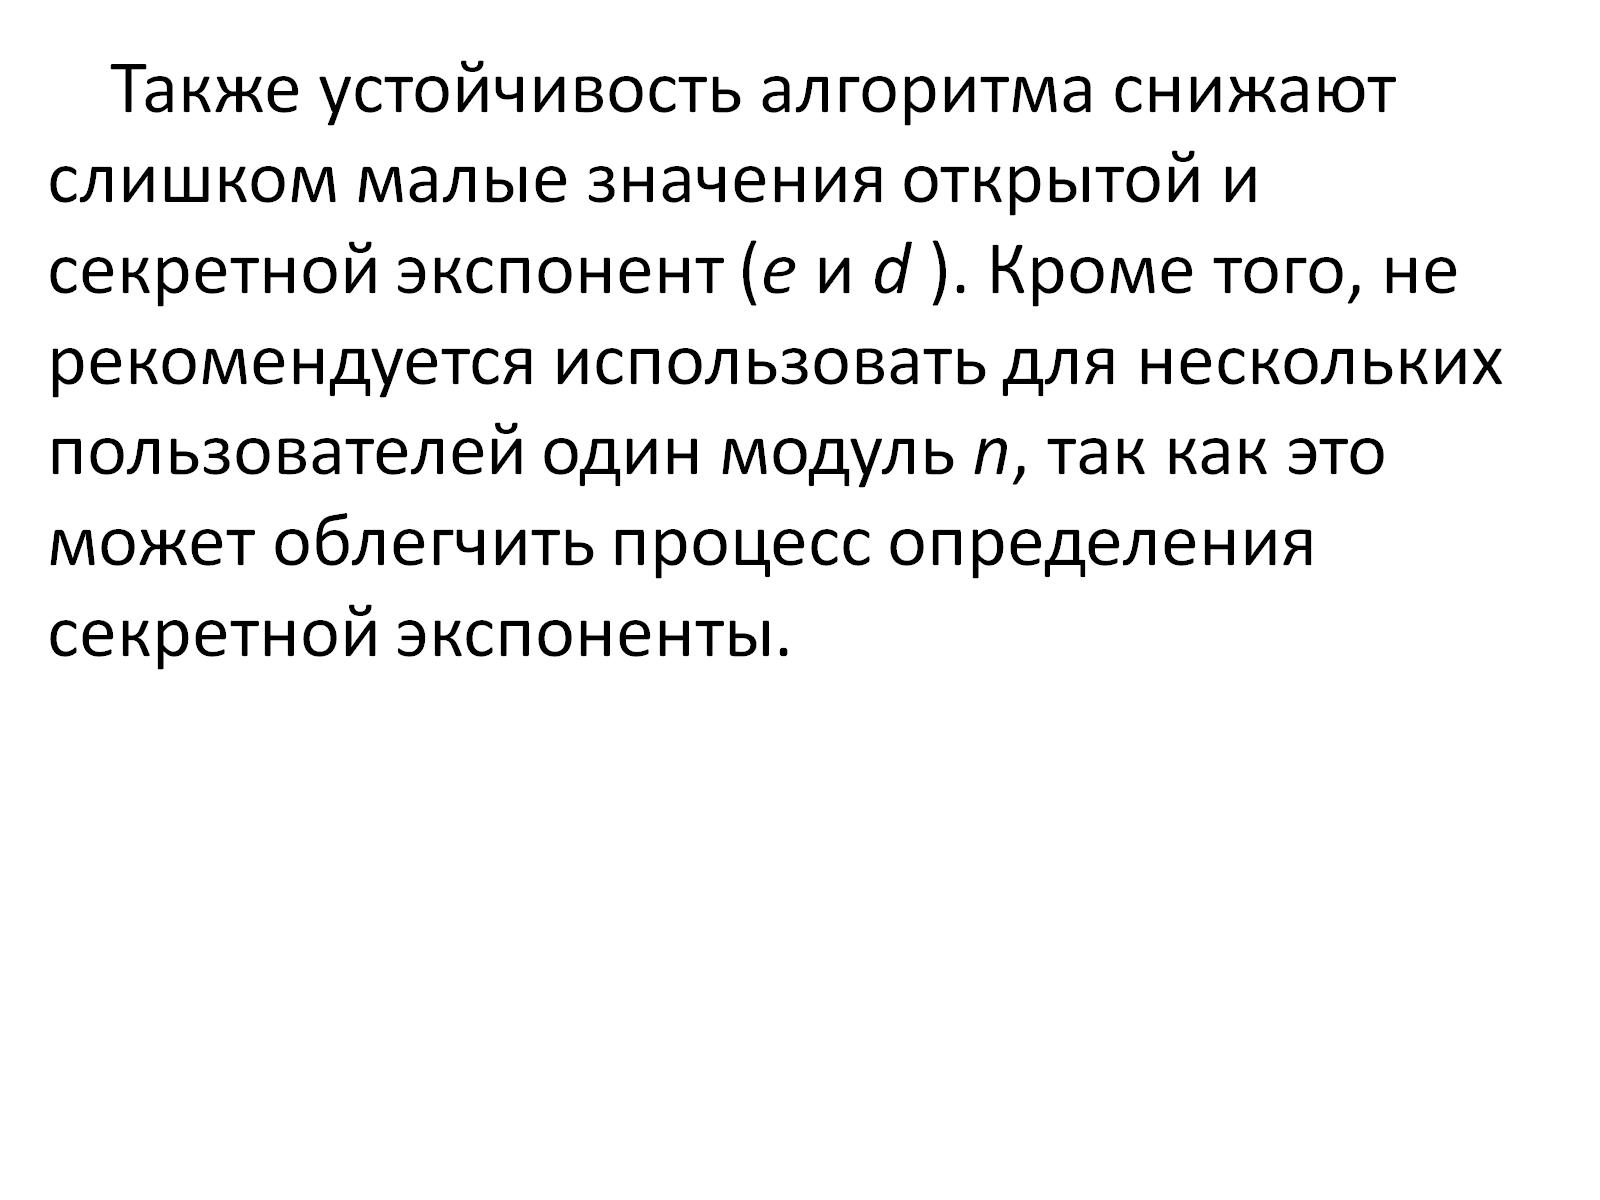 Также устойчивость алгоритма снижают
слишком малые значения открытой и
секретной экспонент (e и d ). Кроме того, не
рекомендуется использовать для нескольких
пользователей один модуль n, так как это
может облегчить процесс определения
секретной экспоненты.